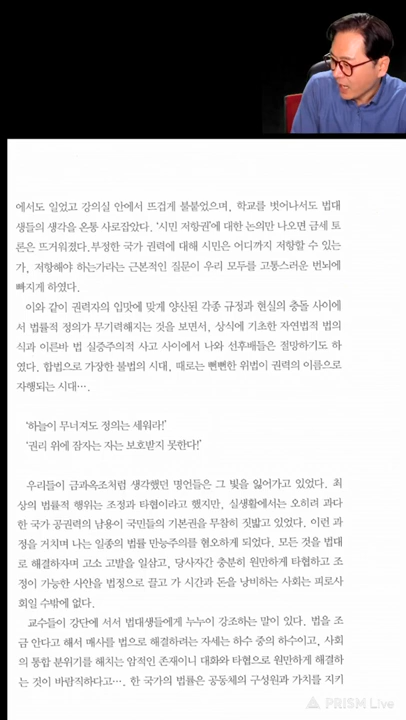 에서도 일었고 강의실 안에서 뜨겁게 불붙었으며, 학교를 벗어나서도 법대
생들의 생각을 온통 사로잡았다. ‘시민 저항권’에 대한 논의만 나오면 금세 토
론은 뜨거워졌다. 부정한 국가 권력에 대해 시민은 어디까지 저항할 수 있는
가, 저항해야 하는가라는 근본적인 질문이 우리 모두를 고통스러운 번뇌에
빠지게 하였다.
이와 같이 권력자의 입맛에 맞게 양산된 각종 규정과 현실의 충돌 사이에
서 법률적 정의가 무기력해지는 것을 보면서, 상식에 기초한 자연법적 법의
식과 이른바 법 실증주의적 사고 사이에서 나와 선후배들은 절망하기도 하
였다. 합법으로 가장한 불법의 시대, 때로는 뻔뻔한 위법이 권력의 이름으로
자행되는 시대….
‘하늘이 무너져도 정의는 세워라!’
‘권리 위에 잠자는 자는 보호받지 못한다!’
우리들이 금과옥조처럼 생각했던 명언들은 그 빛을 잃어가고 있었다. 최
상의 법률적 행위는 조정과 타협이라고 했지만, 실생활에서는 오히려 과다
한 국가 공권력의 남용이 국민들의 기본권을 무참히 짓밟고 있었다. 이런 과
정을 거치며 나는 일종의 법률 만능주의를 혐오하게 되었다. 모든 것을 법대
로 해결하자며 고소 고발을 일삼고, 당사자간 충분히 원만하게 타협하고 조
정이 가능한 사안을 법정으로 끌고 가 시간과 돈을 낭비하는 사회는 피로사
회일 수밖에 없다.
교수들이 강단에 서서 법대생들에게 누누이 강조하는 말이 있다. 법을 조
금 안다고 해서 매사를 법으로 해결하려는 자세는 하수 중의 하수이고, 사회
의 통합 분위기를 해치는 암적인 존재이니 대화와 타협으로 원만하게 해결하
는 것이 바람직하다고…. 한 국가의 법률은 공동체의 구성원과 가치를 지키
PRISM Live